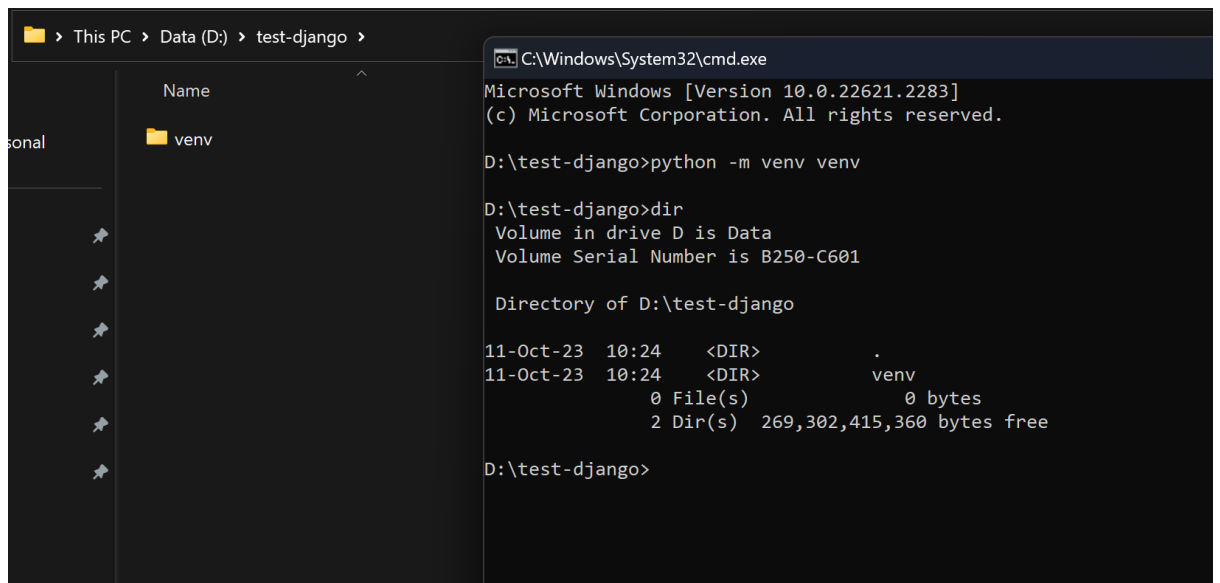 This PC > Data (D:) > test-django >
Name
sonal
venv
C:\Windows\System32\cmd.exe
Microsoft Windows [Version 10.0.22621.2283]
(c) Microsoft Corporation. All rights reserved.
D:\test-django>python -m venv venv
D:\test-django>dir
Volume in drive D is Data
Volume Serial Number is B250-C601
Directory of D:\test-django
11-Oct-23  10:24    <DIR>          .
11-Oct-23  10:24    <DIR>          venv
0 File(s)              0 bytes
2 Dir(s)  269,302,415,360 bytes free
D:\test-django>